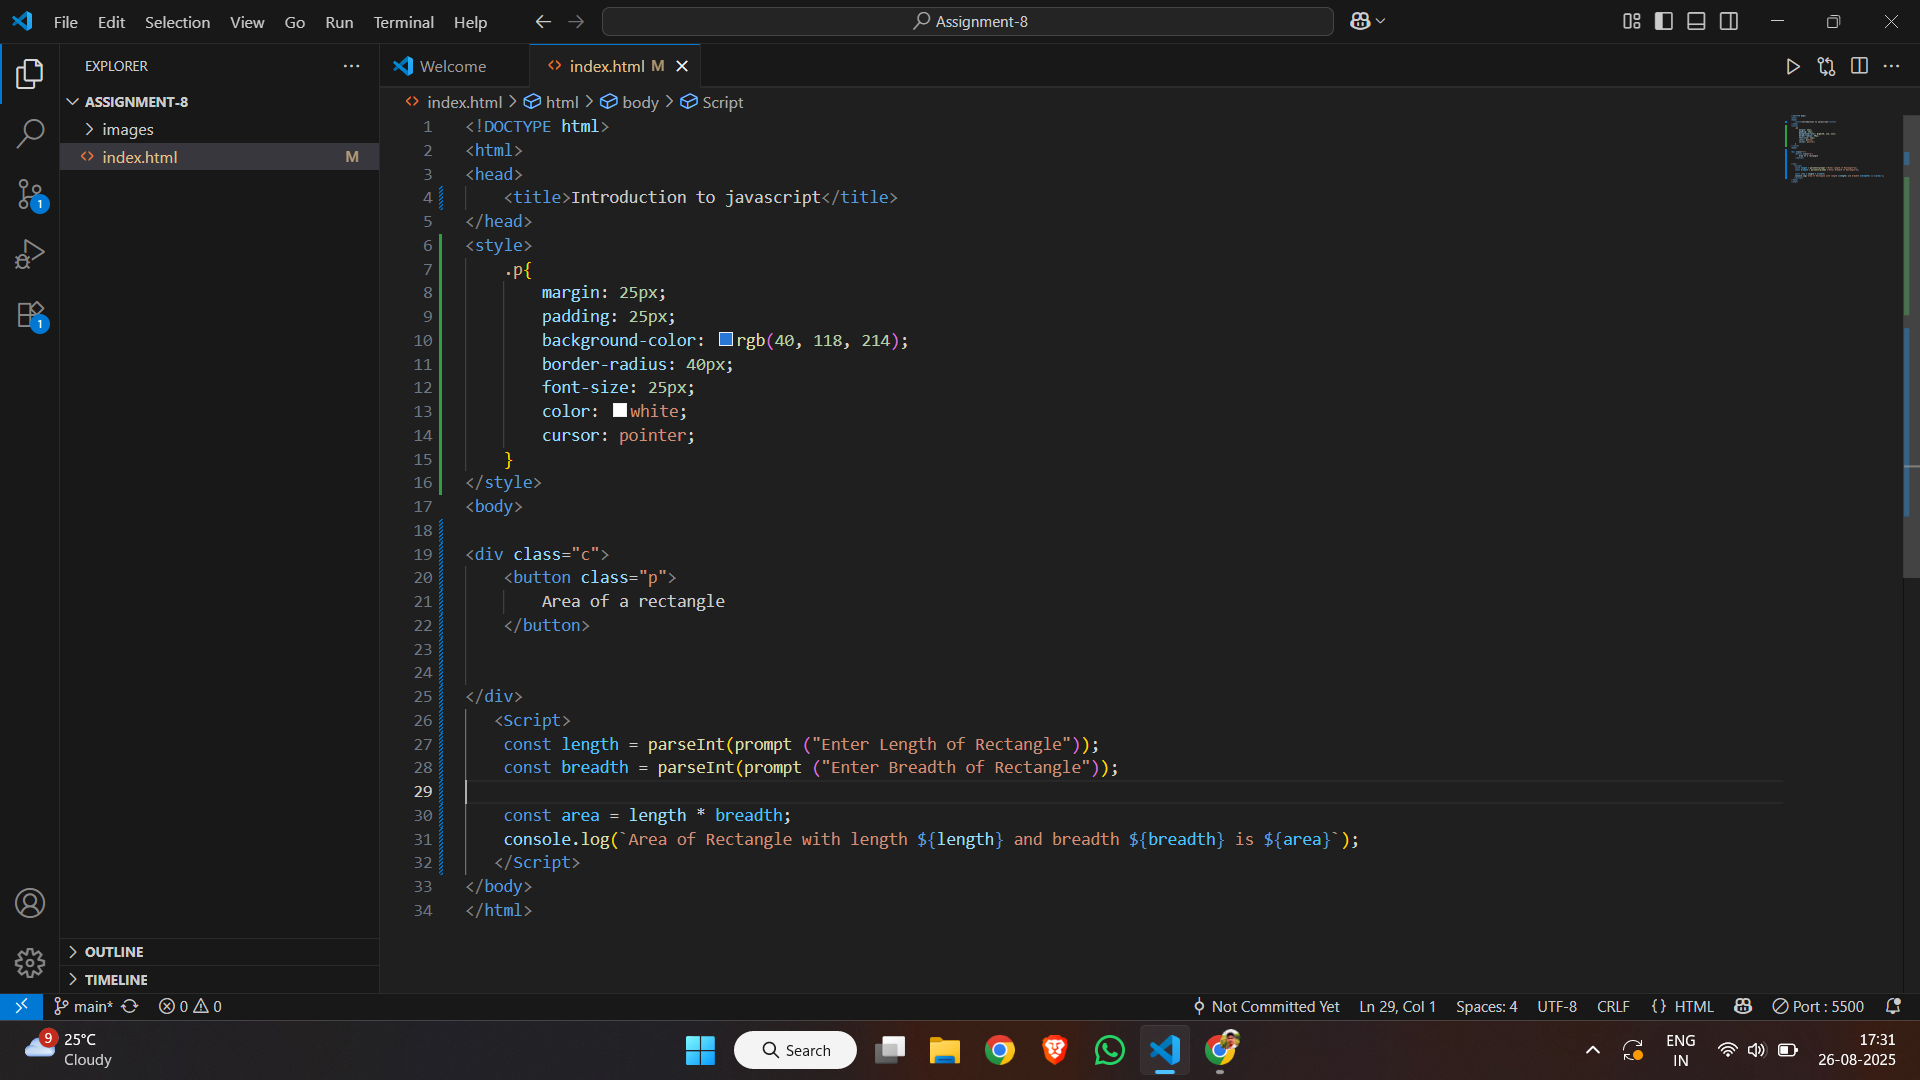 File Edit Selection View Go Run Terminal Help
Assignment-8
EXPLORER
ASSIGNMENT-8
images
index.html M
Welcome
index.html M
index.html > html > body > Script
1 <!DOCTYPE html>
2 <html>
3 <head>
4 <title>Introduction to javascript</title>
5 </head>
6 <style>
7 .p{
8 margin: 25px;
9 padding: 25px;
10 background-color: rgb(40, 118, 214);
11 border-radius: 40px;
12 font-size: 25px;
13 color: white;
14 cursor: pointer;
15 }
16 </style>
17 <body>
18
19 <div class="c">
20 <button class="p">
21 Area of a rectangle
22 </button>
23
24
25 </div>
26 <Script>
27 const length = parseInt(prompt ("Enter Length of Rectangle"));
28 const breadth = parseInt(prompt ("Enter Breadth of Rectangle"));
29
30 const area = length * breadth;
31 console.log(`Area of Rectangle with length ${length} and breadth ${breadth} is ${area}`);
32 </Script>
33 </body>
34 </html>
1
1
OUTLINE
TIMELINE
main* 0 0
Not Committed Yet Ln 29, Col 1 Spaces: 4 UTF-8 CRLF {} HTML Port : 5500
9
25°C
Cloudy
Search
ENG
IN
17:31
26-08-2025